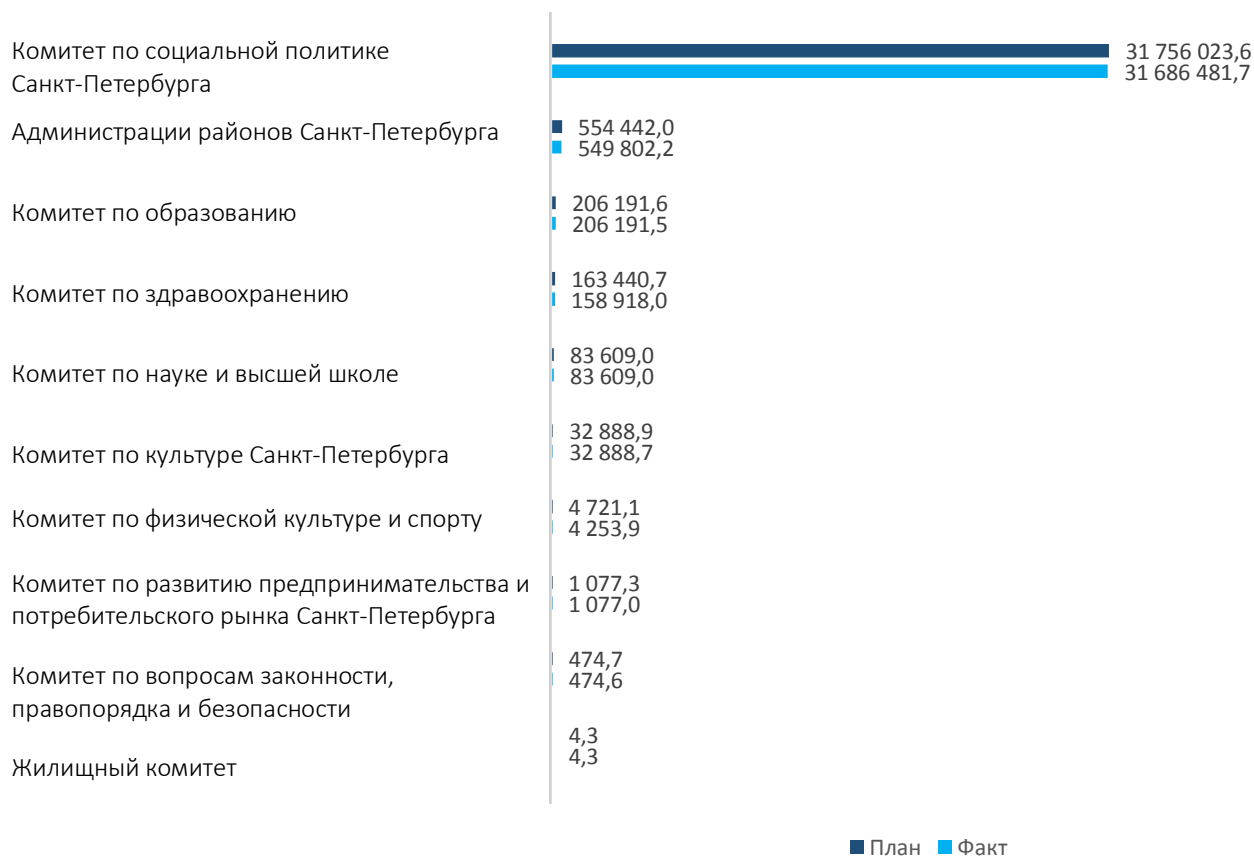 Комитет по социальной политике
Санкт-Петербурга
31 756 023,6
31 686 481,7
Администрации районов Санкт-Петербурга
554 442,0
549 802,2
Комитет по образованию
206 191,6
206 191,5
Комитет по здравоохранению
163 440,7
158 918,0
Комитет по науке и высшей школе
83 609,0
83 609,0
Комитет по культуре Санкт-Петербурга
32 888,9
32 888,7
Комитет по физической культуре и спорту
4 721,1
4 253,9
Комитет по развитию предпринимательства и
потребительского рынка Санкт-Петербурга
1 077,3
1 077,0
Комитет по вопросам законности,
правопорядка и безопасности
474,7
474,6
Жилищный комитет
4,3
4,3
План Факт